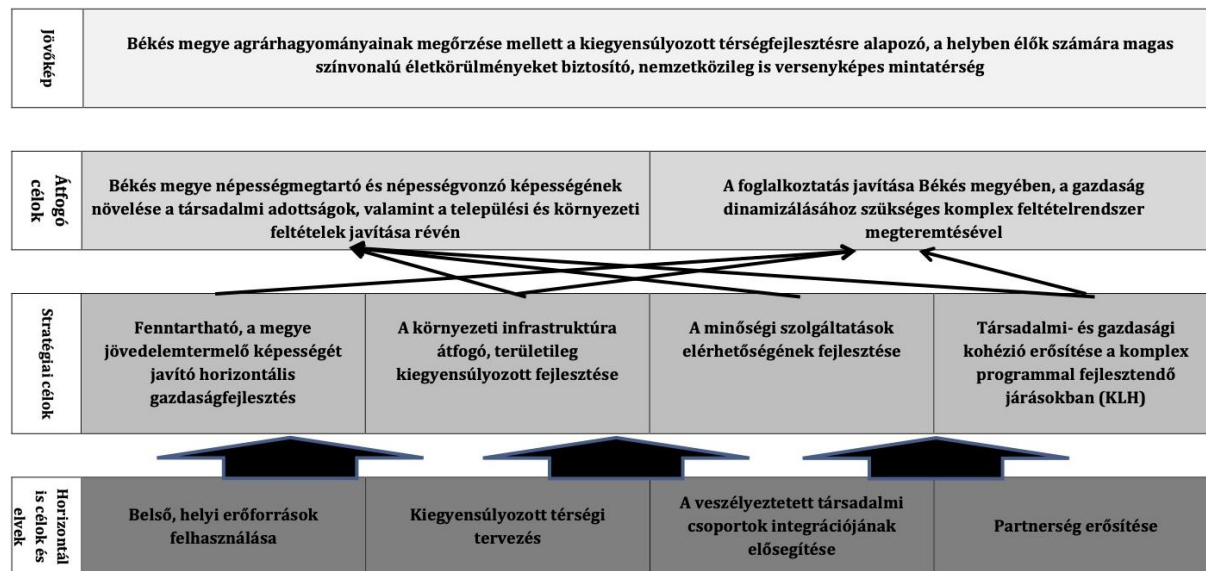 Jövőkép
Békés megye agrárhagyományainak megőrzése mellett a kiegyensúlyozott térségfejlesztésre alapozó, a helyben élők számára magas
színvonalú életkörülményeket biztosító, nemzetközileg is versenyképes mintatérség
Átfogó
célok
Békés megye népességmegtartó és népességvonzó képességének
növelése a társadalmi adottságok, valamint a települési és környezeti
feltételek javítása révén
A foglalkoztatás javítása Békés megyében, a gazdaság
dinamizálásához szükséges komplex feltételrendszer
megteremtésével
Stratégiai célok
Fenntartható, a megye
jövedelemtermelő képességét
javító horizontális
gazdaságfejlesztés
A környezeti infrastruktúra
átfogó, területileg
kiegyensúlyozott fejlesztése
A minőségi szolgáltatások
elérhetőségének fejlesztése
Társadalmi- és gazdasági
kohézió erősítése a komplex
programmal fejlesztendő
járásokban (KLH)
Horizontál
is célok és
elvek
Belső, helyi erőforrások
felhasználása
Kiegyensúlyozott térségi
tervezés
A veszélyeztetett társadalmi
csoportok integrációjának
elősegítése
Partnerség erősítése